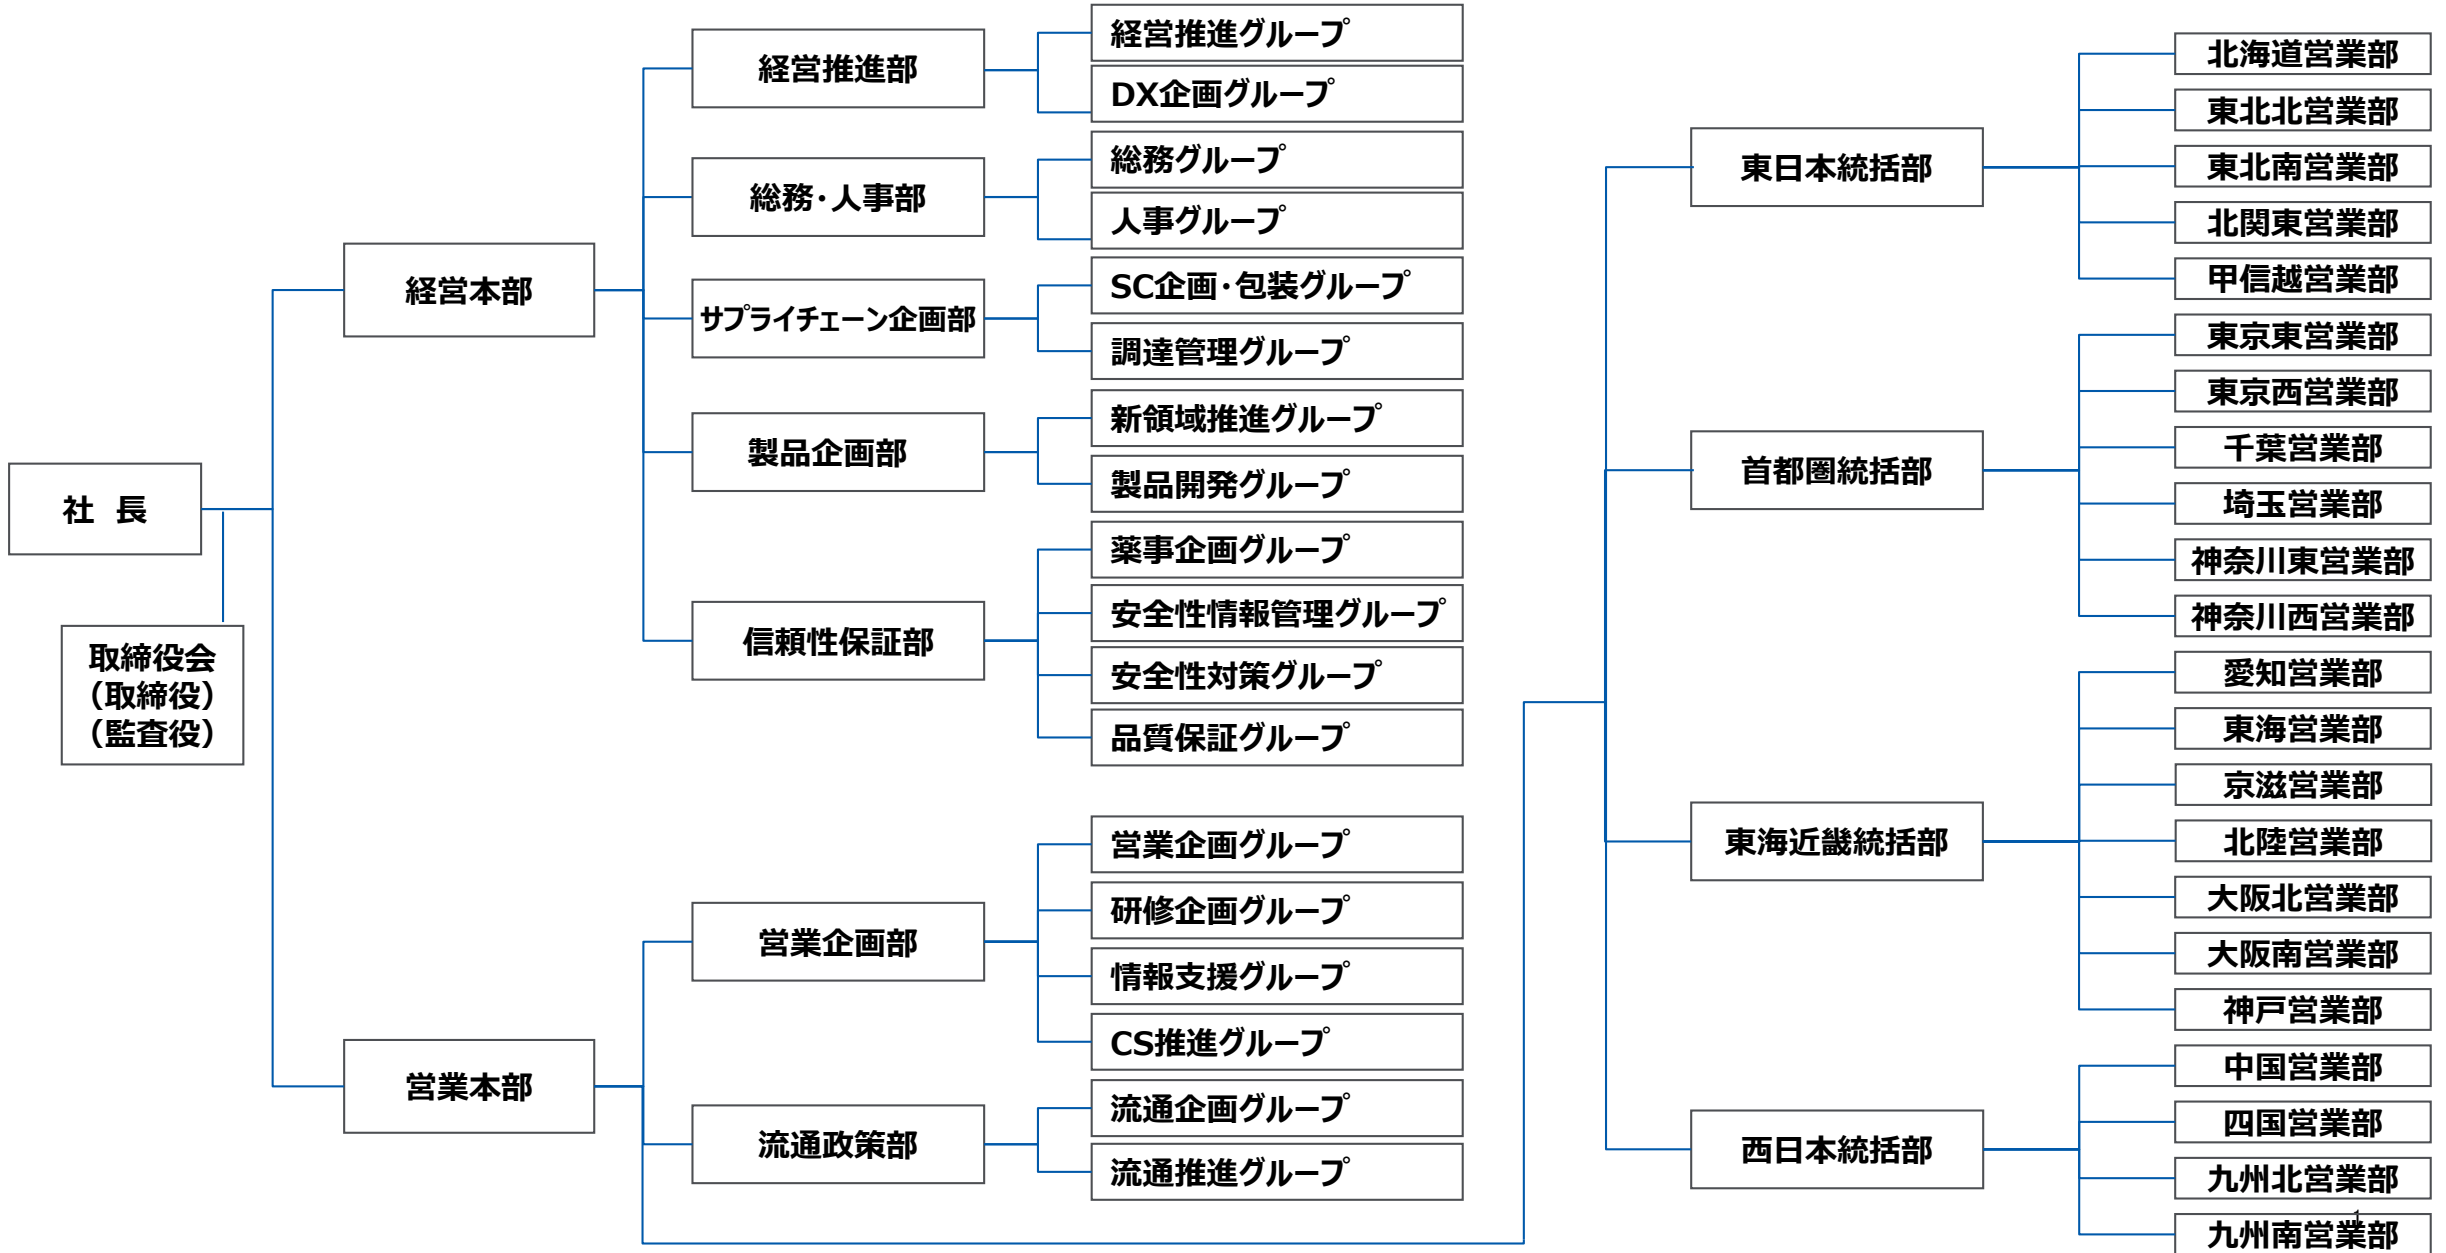 社 長
取締役会
（取締役）
（監査役）
経営本部
経営推進部
経営推進グループ
DX企画グループ
総務・人事部
総務グループ
人事グループ
サプライチェーン企画部
SC企画・包装グループ
調達管理グループ
製品企画部
新領域推進グループ
製品開発グループ
信頼性保証部
薬事企画グループ
安全性情報管理グループ
安全性対策グループ
品質保証グループ
営業本部
営業企画部
営業企画グループ
研修企画グループ
情報支援グループ
CS推進グループ
流通政策部
流通企画グループ
流通推進グループ
東日本統括部
北海道営業部
東北北営業部
東北南営業部
北関東営業部
甲信越営業部
首都圏統括部
東京東営業部
東京西営業部
千葉営業部
埼玉営業部
神奈川東営業部
神奈川西営業部
東海近畿統括部
愛知営業部
東海営業部
京滋営業部
北陸営業部
大阪北営業部
大阪南営業部
神戸営業部
西日本統括部
中国営業部
四国営業部
九州北営業部
九州南営業部
1